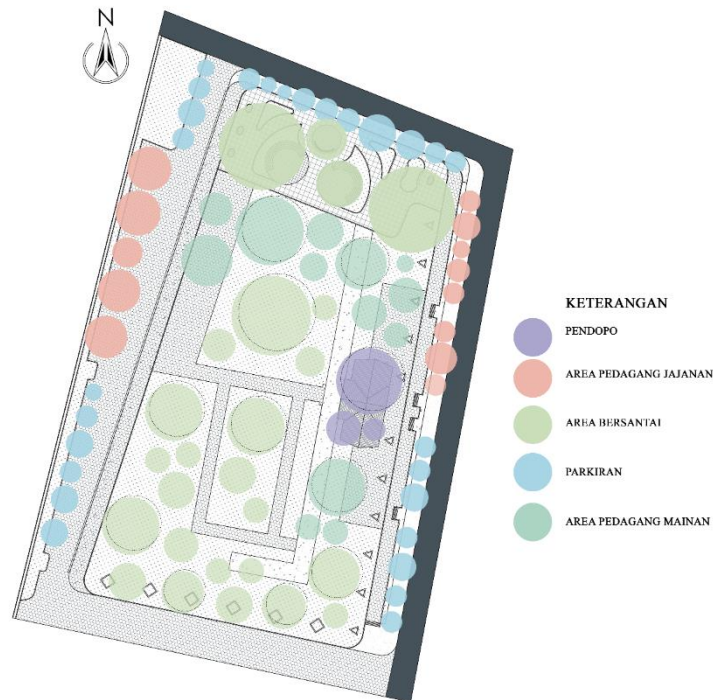 N
KETERANGAN
PENDOPO
AREA PEDAGANG JAJANAN
AREA BERSANTAI
PARKIRAN
AREA PEDAGANG MAINAN